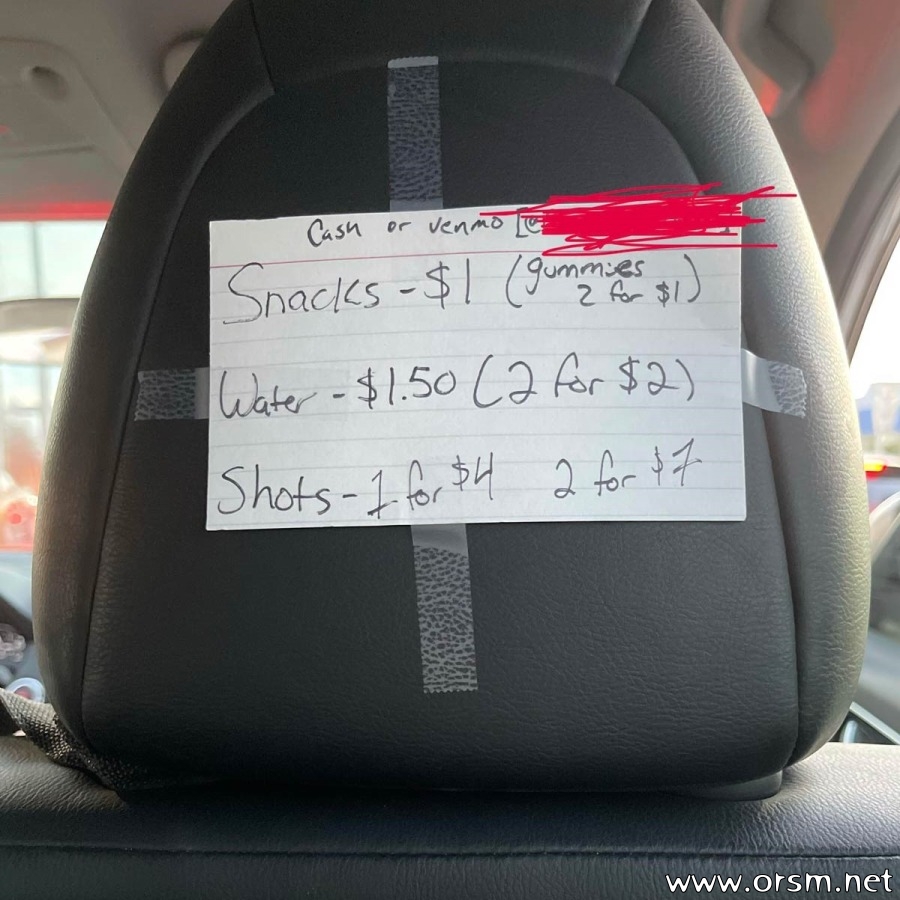 Cash or venmo [@
Snacks - $1 (gummies
2 for $1)
Water - $1.50 (2 for $2)
Shots - 1 for $4 2 for $7
www.orsm.net